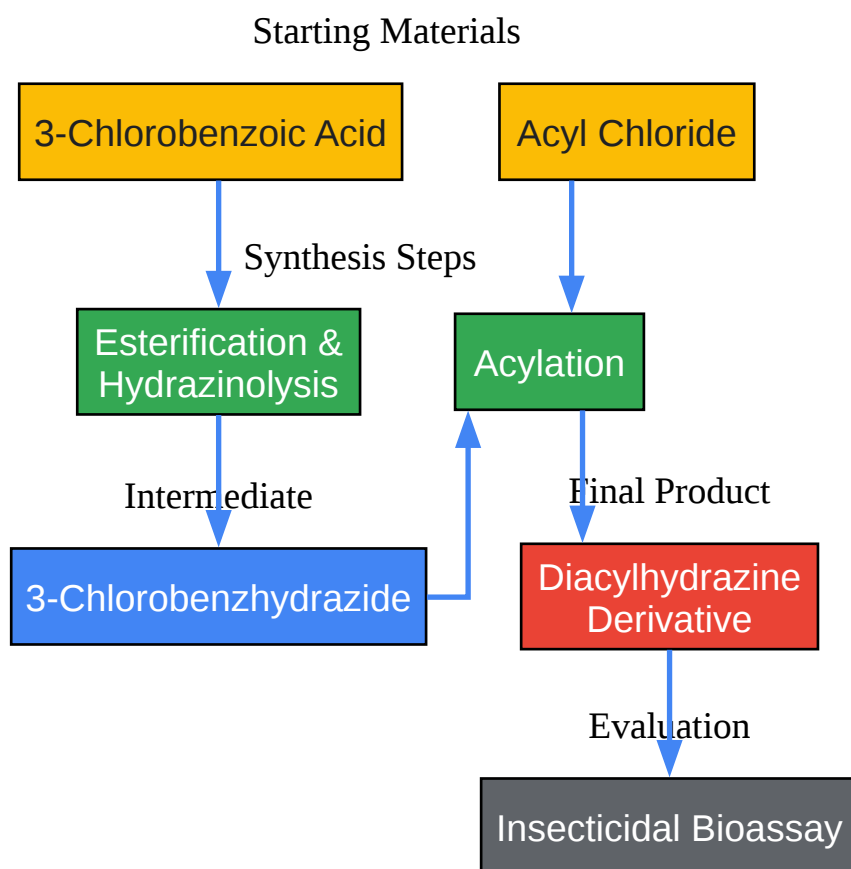 Starting Materials
3-Chlorobenzoic Acid
Acyl Chloride
Synthesis Steps
Esterification &
Hydrazinolysis
Acylation
Intermediate
Final Product
3-Chlorobenzhydrazide
Diacylhydrazine
Derivative
Evaluation
Insecticidal Bioassay